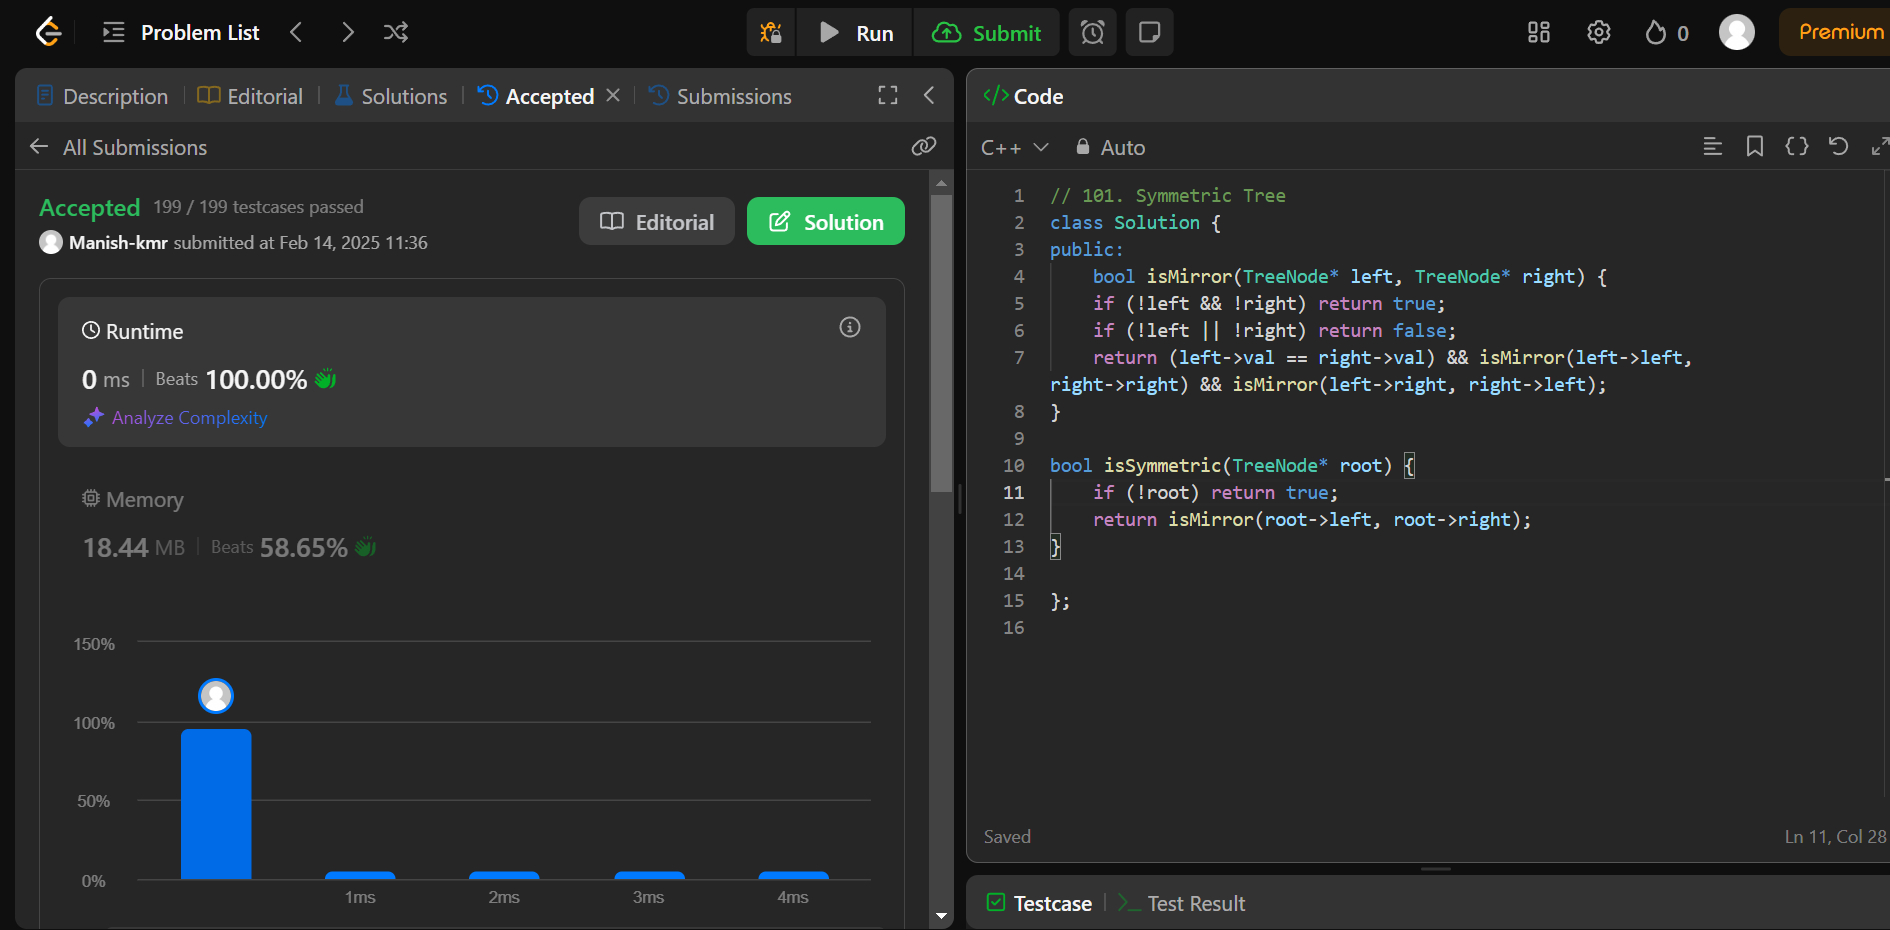 Problem List
Run
Submit
0
Premium
Description
Editorial
Solutions
Accepted
Submissions
All Submissions
Accepted 199 / 199 testcases passed
Manish-kmr submitted at Feb 14, 2025 11:36
Editorial
Solution
Runtime
0 ms Beats 100.00%
Analyze Complexity
Memory
18.44 MB Beats 58.65%
150%
100%
50%
0%
1ms 2ms 3ms 4ms
</> Code
C++ Auto
1 // 101. Symmetric Tree
2 class Solution {
3 public:
4 bool isMirror(TreeNode* left, TreeNode* right) {
5 if (!left && !right) return true;
6 if (!left || !right) return false;
7 return (left->val == right->val) && isMirror(left->left,
right->right) && isMirror(left->right, right->left);
8 }
9
10 bool isSymmetric(TreeNode* root) {
11 if (!root) return true;
12 return isMirror(root->left, root->right);
13 }
14
15 };
16
Saved
Ln 11, Col 28
Testcase
Test Result